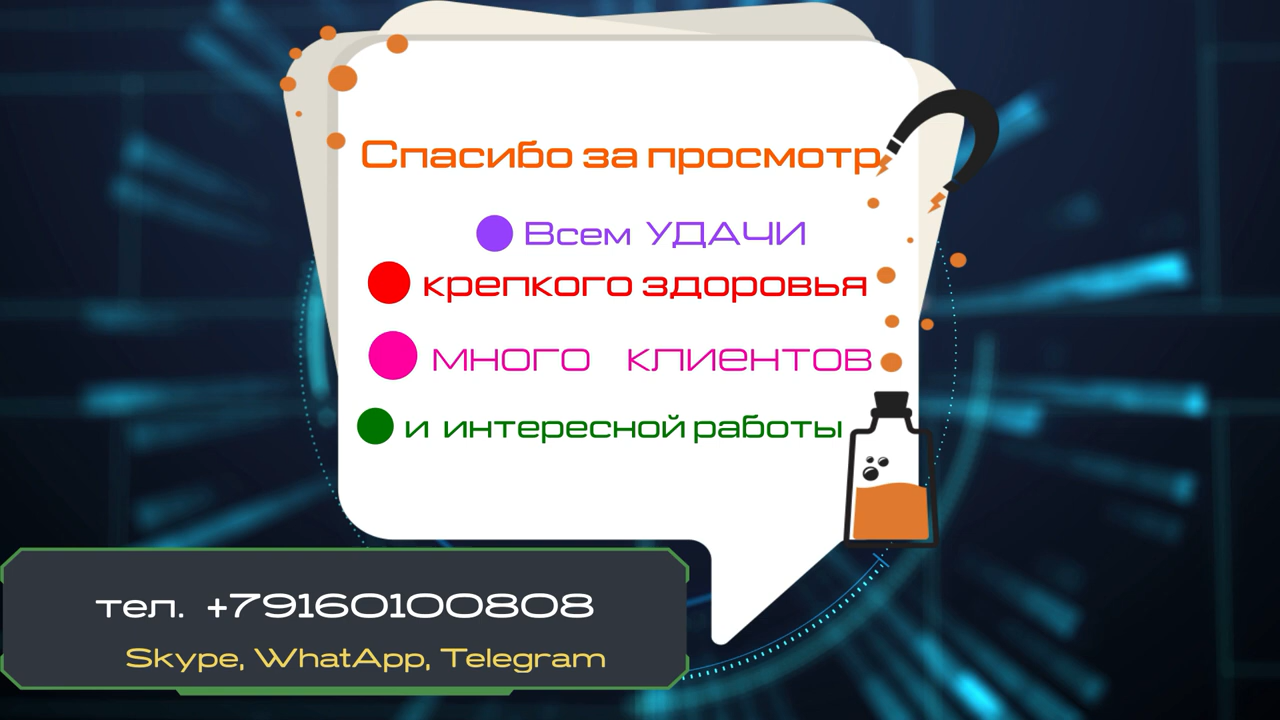 Спасибо за просмотр
Всем УДАЧИ
крепкого здоровья
много клиентов
и интересной работы
тел. +79160100808
Skype, WhatApp, Telegram